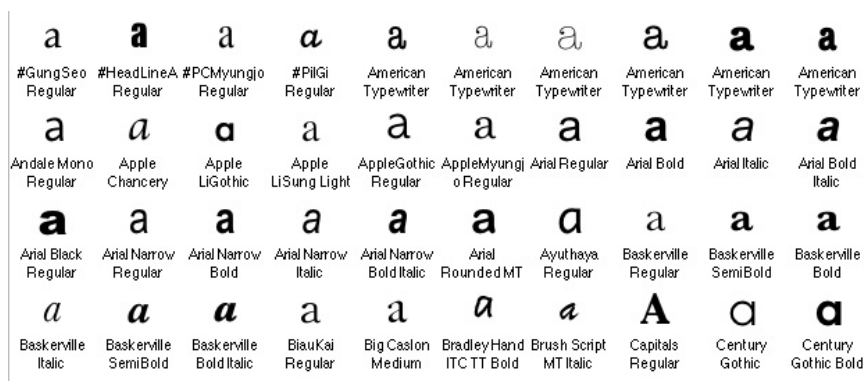 a a a a a a a a a a
#GungSeo #HeadLineA #PCMyungjo #PilGi American American American American American American
Regular Regular Regular Regular Typewriter Typewriter Typewriter Typewriter Typewriter Typewriter
a a a a a a a a a a
Andale Mono Apple Apple Apple AppleGothic AppleMyungj Arial Regular Arial Bold Arial Italic Arial Bold
Regular Chancery LiGothic LiSung Light Regular o Regular Italic
a a a a a a a a a a
Arial Black Arial Narrow Arial Narrow Arial Narrow Arial Narrow Arial Ayuthaya Baskerville Baskerville Baskerville
Regular Regular Bold Italic Bold Italic Rounded MT Regular Regular SemiBold Bold
a a a a a a a A a a
Baskerville Baskerville Baskerville BiauKai Big Caslon Bradley Hand Brush Script Capitals Century Century
Italic SemiBold Bold Italic Regular Medium ITC TT Bold MT Italic Regular Gothic Gothic Bold